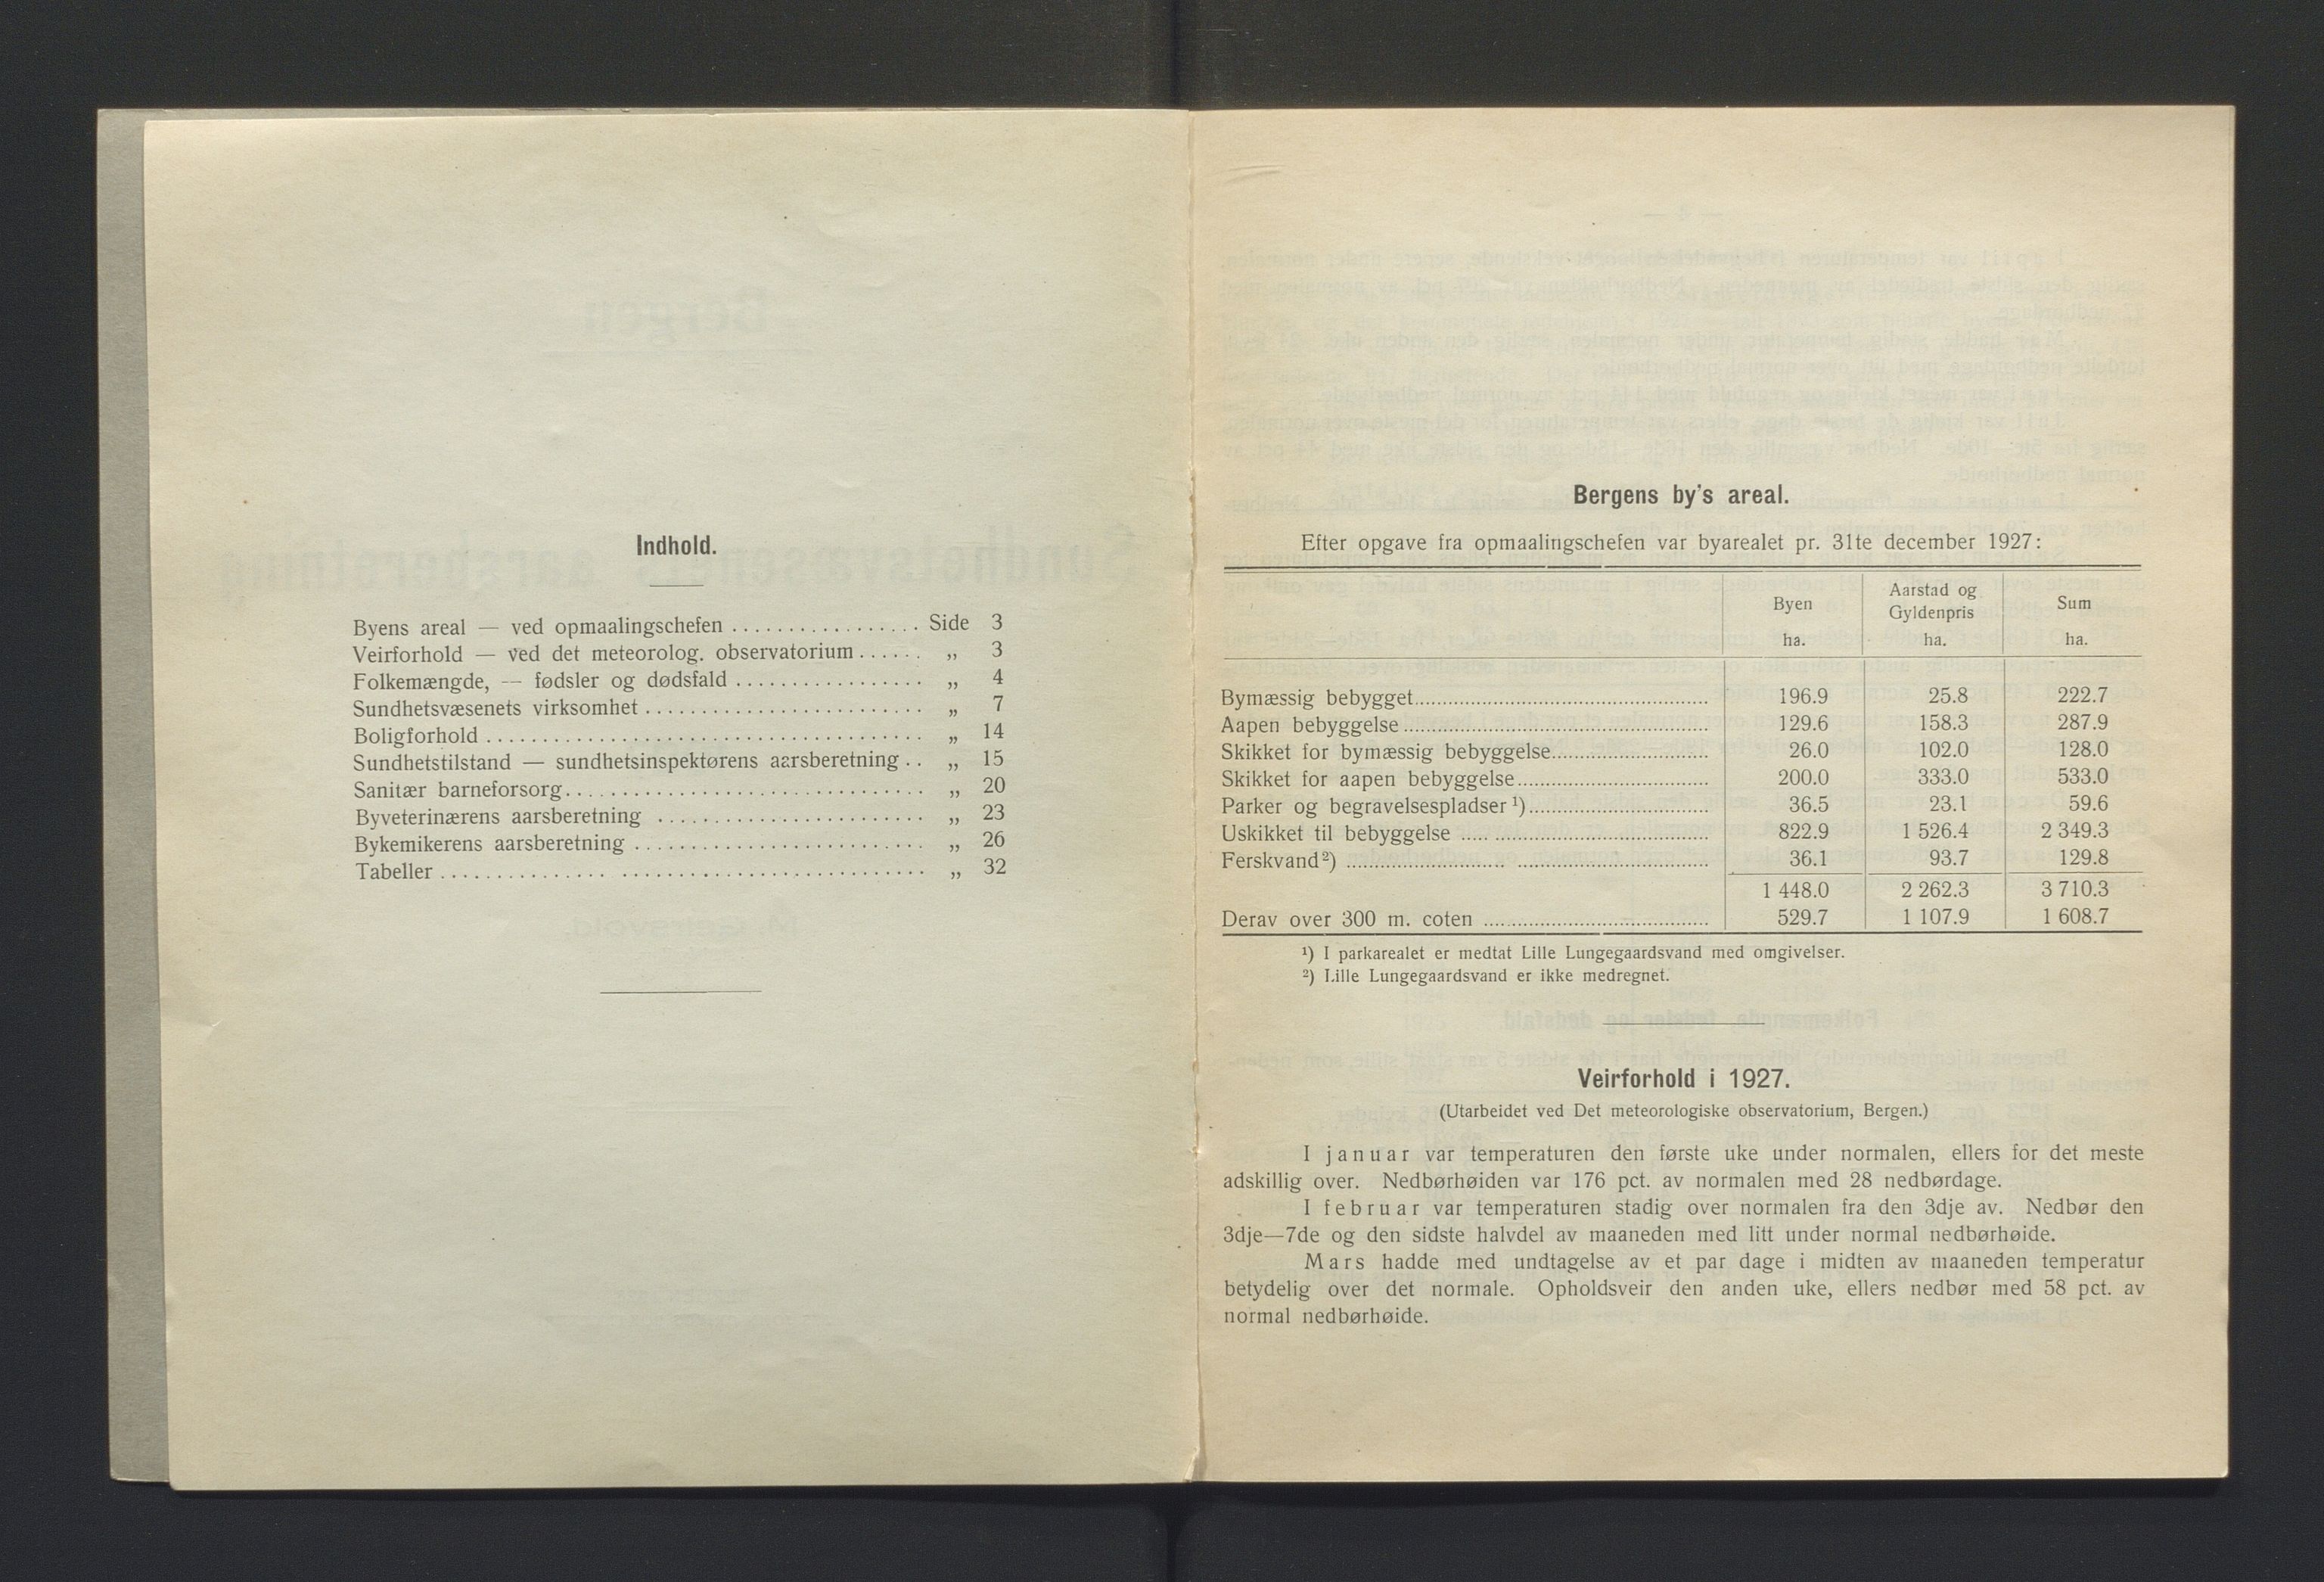 Indhold.
Byens areal — ved opmaalingschefen ................. Side 3
Veirforhold — ved det meteorolog. observatorium ...... „ 3
Folkemængde, — fødsler og dødsfald ................. „ 4
Sundhetsvæsenets virksomhet ......................... „ 7
Boligforhold ....................................... „ 14
Sundhetstilstand — sundhetsinspektørens aarsberetning .. „ 15
Sanitær barneforsorg ................................ „ 20
Byveterinærens aarsberetning ........................ „ 23
Bykemikerens aarsberetning .......................... „ 26
Tabeller ........................................... „ 32
Bergens by's areal.
Efter opgave fra opmaalingschefen var byarealet pr. 31te december 1927:
Byen Aarstad og Gyldenpris Sum
ha. ha. ha.
Bymæssig bebygget 196.9 25.8 222.7
Aapen bebyggelse 129.6 158.3 287.9
Skikket for bymæssig bebyggelse 26.0 102.0 128.0
Skikket for aapen bebyggelse 200.0 333.0 533.0
Parker og begravelsespladser ¹) 36.5 23.1 59.6
Uskikket til bebyggelse 822.9 1 526.4 2 349.3
Ferskvand ²) 36.1 93.7 129.8
1 448.0 2 262.3 3 710.3
Derav over 300 m. coten 529.7 1 107.9 1 608.7
¹) I parkarealet er medtat Lille Lungegaardsvand med omgivelser.
²) Lille Lungegaardsvand er ikke medregnet.
Veirforhold i 1927.
(Utarbeidet ved Det meteorologiske observatorium, Bergen.)
I januar var temperaturen den første uke under normalen, ellers for det meste
adskillig over. Nedbørhøiden var 176 pct. av normalen med 28 nedbørdage.
I februar var temperaturen stadig over normalen fra den 3dje av. Nedbør den
3dje—7de og den sidste halvdel av maaneden med litt under normal nedbørhøide.
Mars hadde med undtagelse av et par dage i midten av maaneden temperatur
betydelig over det normale. Opholdsveir den anden uke, ellers nedbør med 58 pct. av
normal nedbørhøide.